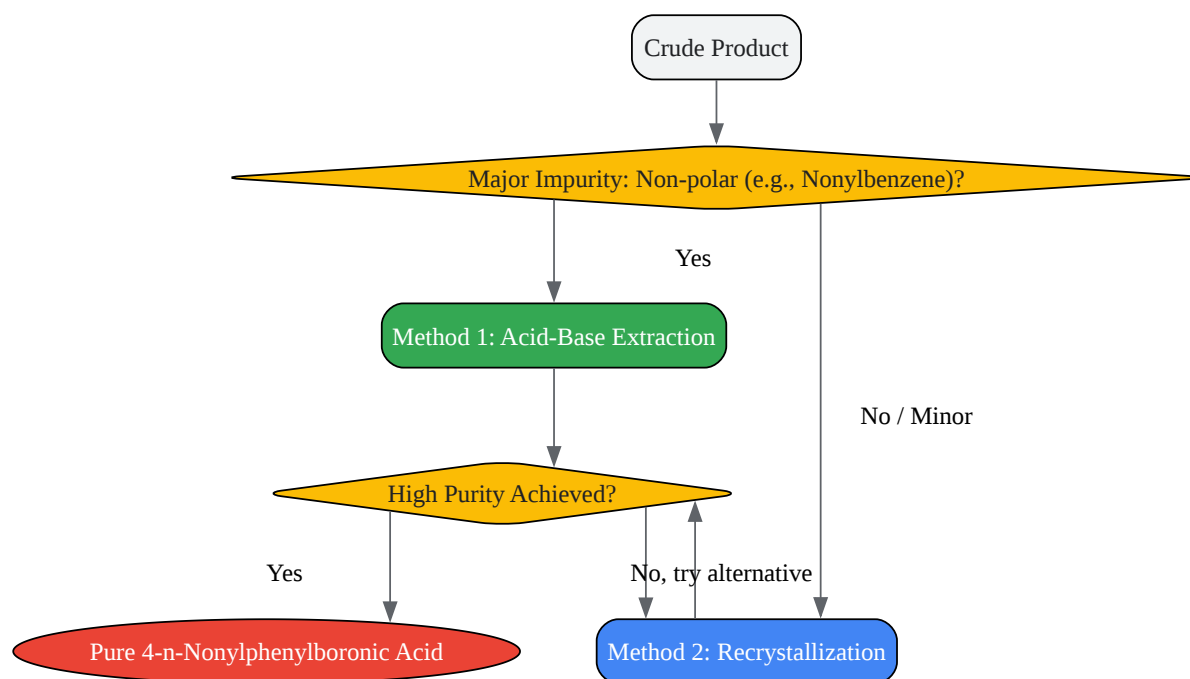 Crude Product
Major Impurity: Non-polar (e.g., Nonylbenzene)?
Yes
Method 1: Acid-Base Extraction
No / Minor
High Purity Achieved?
Yes
No, try alternative
Pure 4-n-Nonylphenylboronic Acid
Method 2: Recrystallization